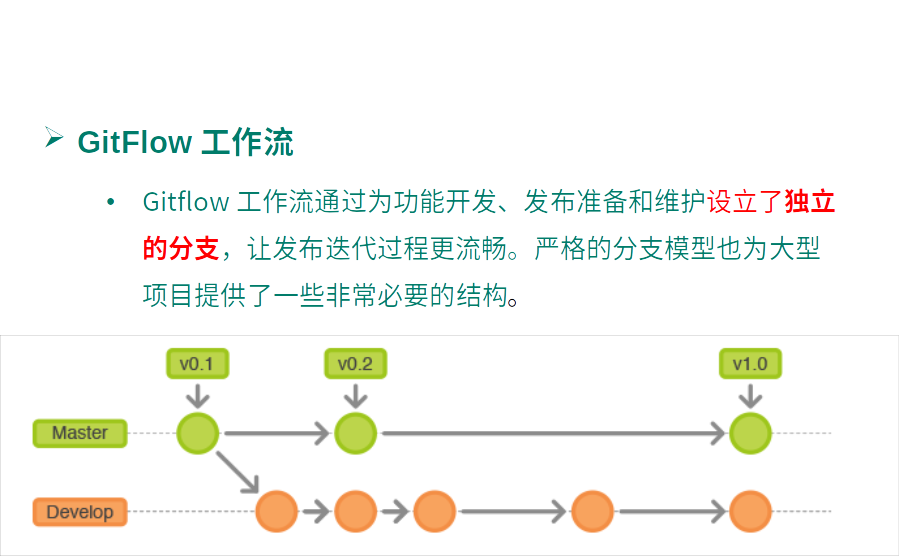 GitFlow 工作流
Gitflow 工作流通过为功能开发、发布准备和维护设立了独立
的分支，让发布迭代过程更流畅。严格的分支模型也为大型
项目提供了一些非常必要的结构。
v0.1 v0.2 v1.0
Master
Develop